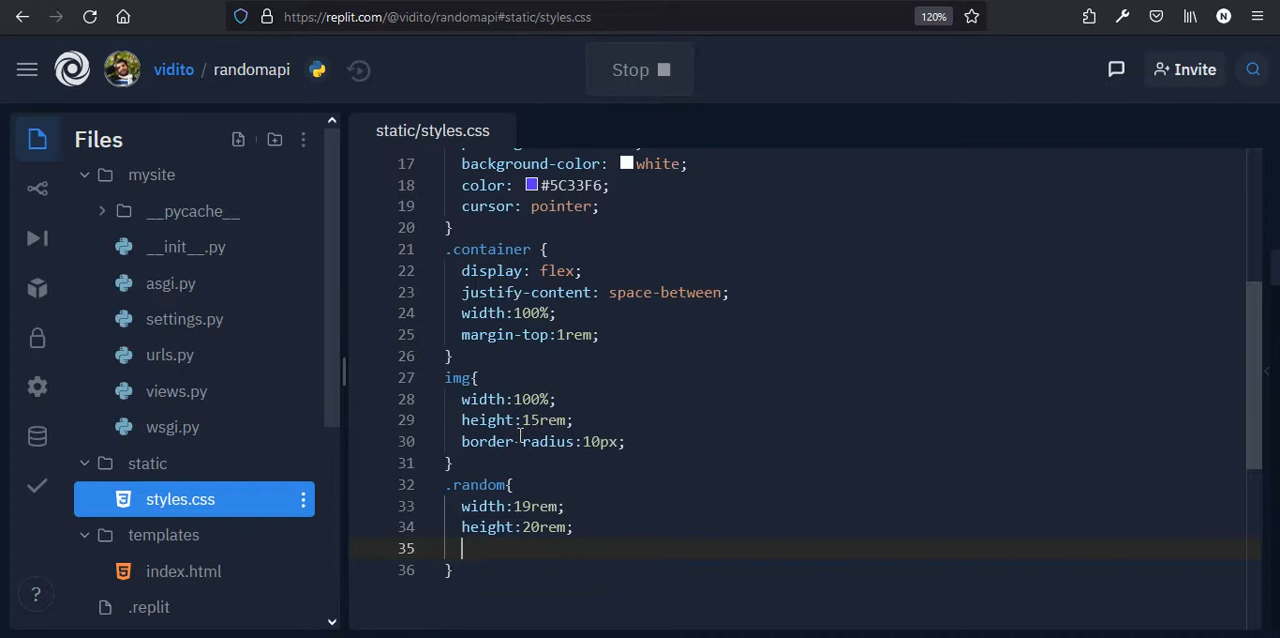 https://replit.com/@vidito/randomapi#static/styles.css
120%
N
vidito / randomapi
Stop
Invite
Files
mysite
__pycache__
__init__.py
asgi.py
settings.py
urls.py
views.py
wsgi.py
static
styles.css
templates
index.html
.replit
?
static/styles.css
17 background-color: white;
18 color: #5C33F6;
19 cursor: pointer;
20 }
21 .container {
22 display: flex;
23 justify-content: space-between;
24 width:100%;
25 margin-top:1rem;
26 }
27 img{
28 width:100%;
29 height:15rem;
30 border-radius:10px;
31 }
32 .random{
33 width:19rem;
34 height:20rem;
35
36 }